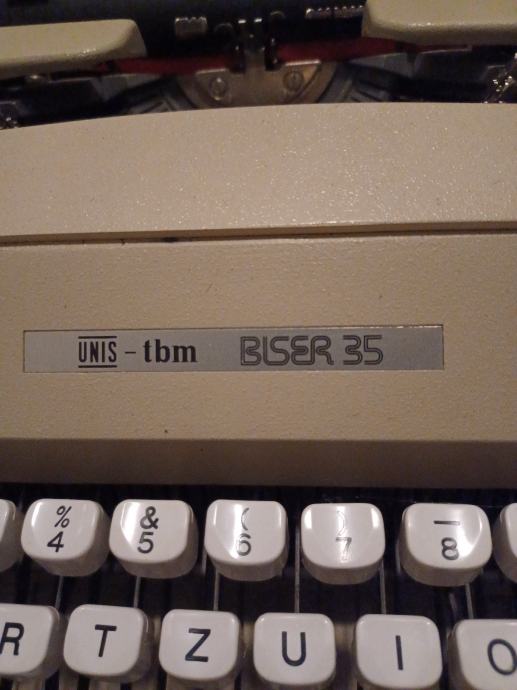 UNIS - tbm BISER 35
% & ( ) _
4 5 6 7 8
R T Z U I O